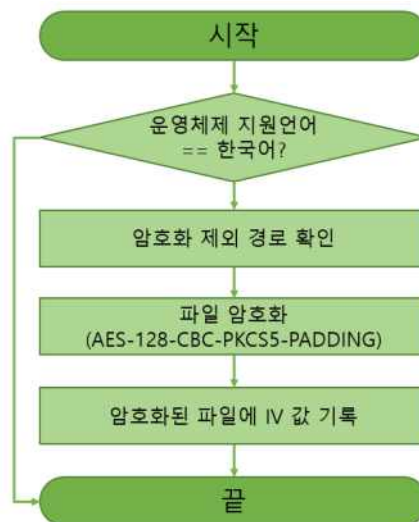 시작
운영체제 지원언어
== 한국어?
암호화 제외 경로 확인
파일 암호화
(AES-128-CBC-PKCS5-PADDING)
암호화된 파일에 IV 값 기록
끝